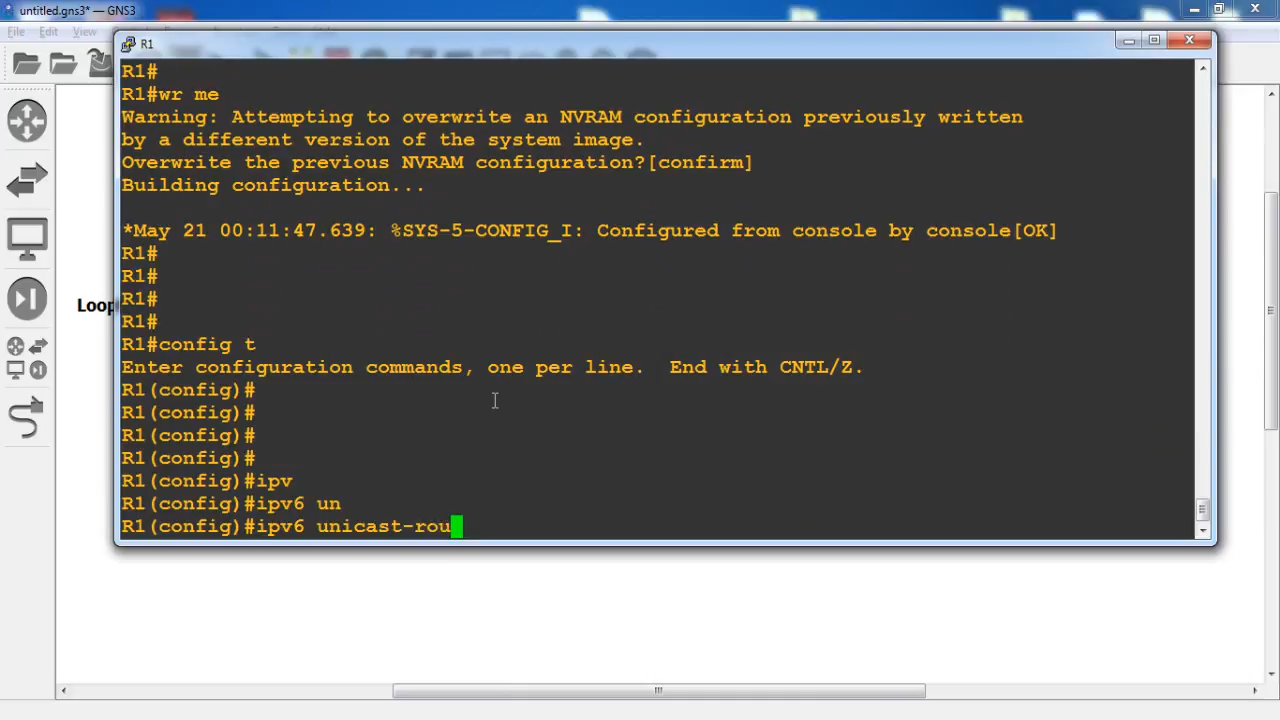 untitled.gns3* — GNS3
File Edit View
R1
R1#
R1#wr me
Warning: Attempting to overwrite an NVRAM configuration previously written
by a different version of the system image.
Overwrite the previous NVRAM configuration?[confirm]
Building configuration...
*May 21 00:11:47.639: %SYS-5-CONFIG_I: Configured from console by console[OK]
R1#
R1#
R1#
R1#
R1#config t
Enter configuration commands, one per line.  End with CNTL/Z.
R1(config)#
R1(config)#
R1(config)#
R1(config)#
R1(config)#ipv
R1(config)#ipv6 un
R1(config)#ipv6 unicast-rou
Loop